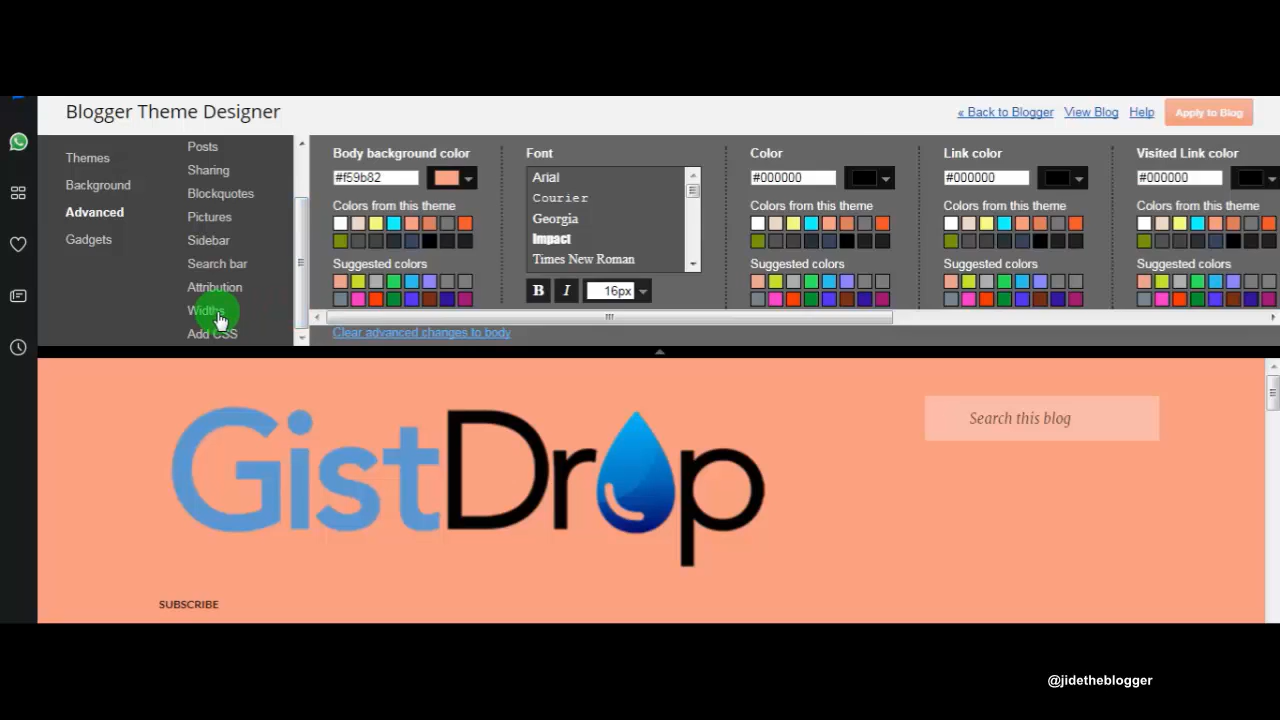 Blogger Theme Designer
« Back to Blogger View Blog Help Apply to Blog
Themes
Background
Advanced
Gadgets
Posts
Sharing
Blockquotes
Pictures
Sidebar
Search bar
Attribution
Widths
Add CSS
Body background color
#f59b82
Colors from this theme
Suggested colors
Font
Arial
Courier
Georgia
Impact
Times New Roman
B I 16px
Color
#000000
Colors from this theme
Suggested colors
Link color
#000000
Colors from this theme
Suggested colors
Visited Link color
#000000
Colors from this theme
Suggested colors
Clear advanced changes to body
GistDrop
Search this blog
SUBSCRIBE
@jidetheblogger